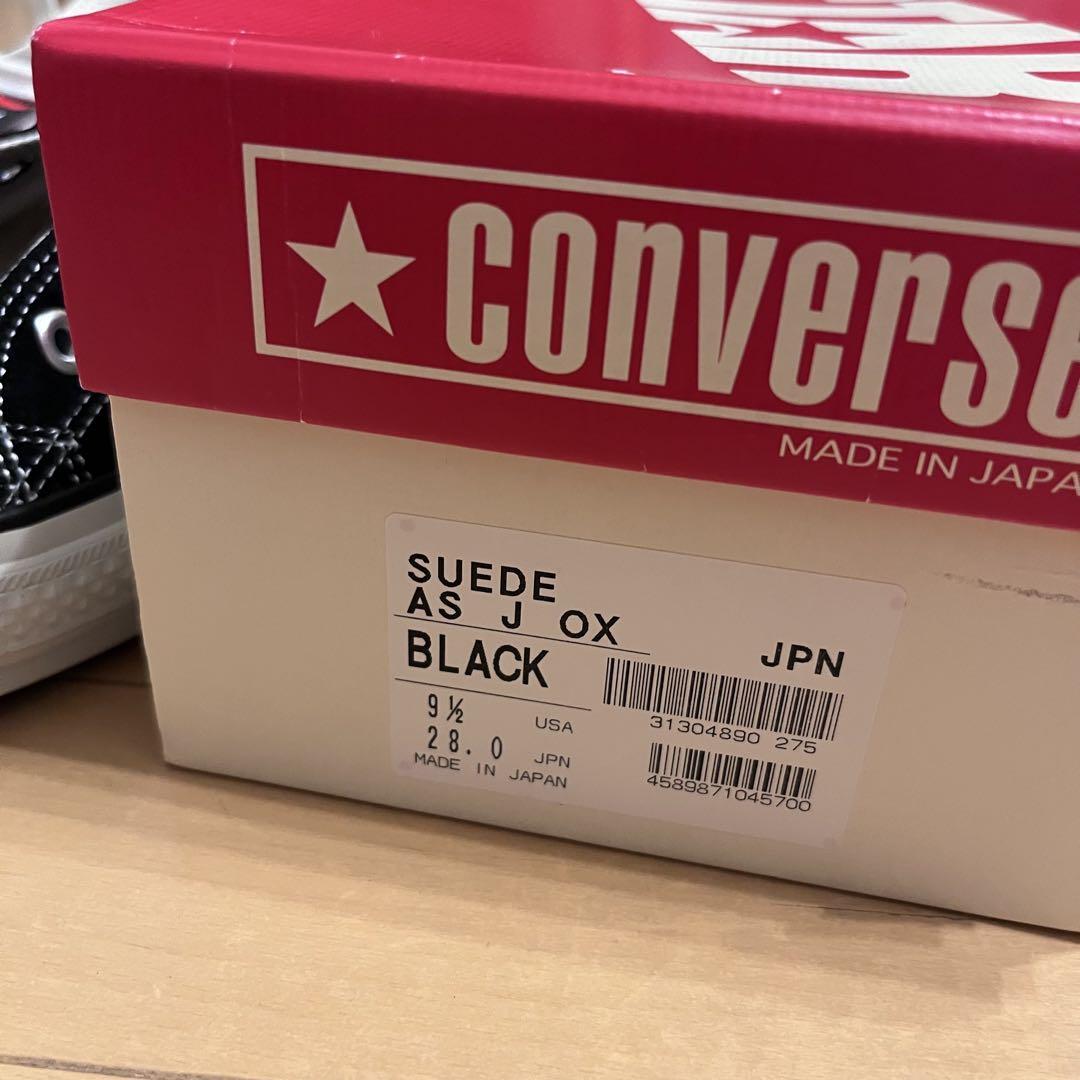 CONVERSE
MADE IN JAPA
SUEDE
AS J OX
BLACK
JPN
9½ USA
28.0 JPN
MADE IN JAPAN
31304890 275
4589871045700